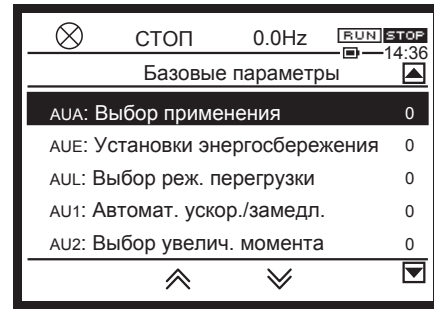 СТОП 0.0Hz RUN STOP
14:36
Базовые параметры
AUA: Выбор применения 0
AUE: Установки энергосбережения 0
AUL: Выбор реж. перегрузки 0
AU1: Автомат. ускор./замедл. 0
AU2: Выбор увелич. момента 0